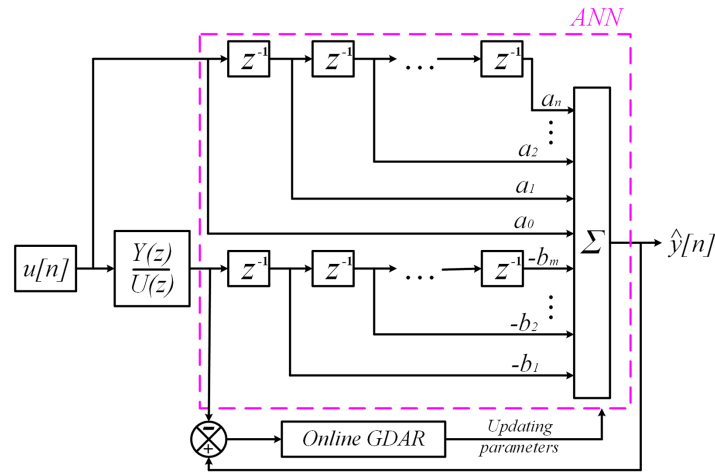 ANN
z⁻¹ z⁻¹ ... z⁻¹
aₙ
⋮
a₂
a₁
a₀
u[n]
Y(z)
U(z)
Σ
ŷ[n]
z⁻¹ z⁻¹ ... z⁻¹
-bₘ
⋮
-b₂
-b₁
−
+
Online GDAR
Updating
parameters